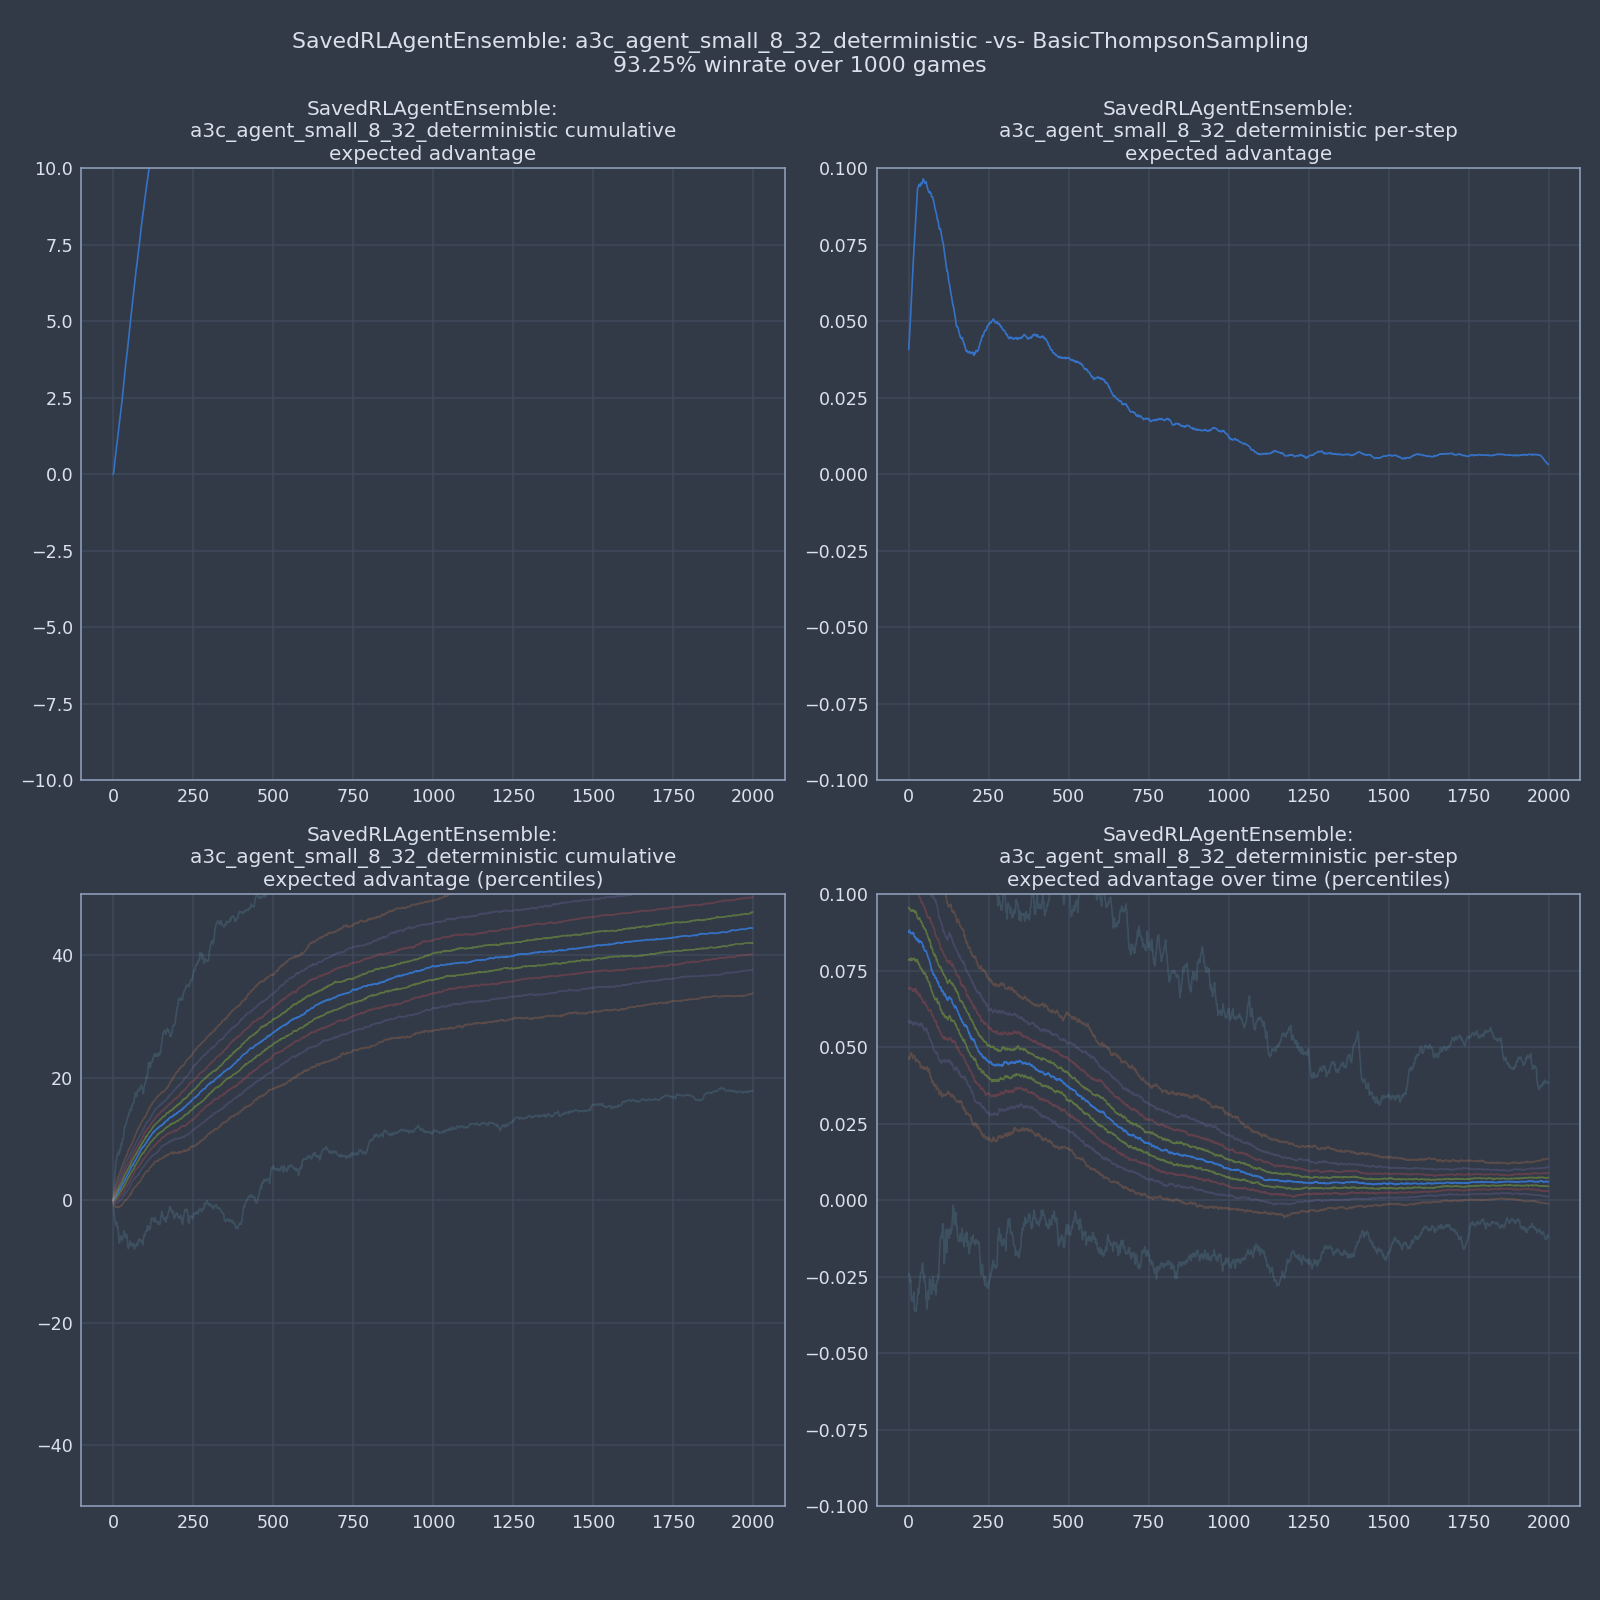 SavedRLAgentEnsemble: a3c_agent_small_8_32_deterministic -vs- BasicThompsonSampling
93.25% winrate over 1000 games
SavedRLAgentEnsemble:
a3c_agent_small_8_32_deterministic cumulative
expected advantage
10.0
7.5
5.0
2.5
0.0
−2.5
−5.0
−7.5
−10.0
0 250 500 750 1000 1250 1500 1750 2000
SavedRLAgentEnsemble:
a3c_agent_small_8_32_deterministic per-step
expected advantage
0.100
0.075
0.050
0.025
0.000
−0.025
−0.050
−0.075
−0.100
0 250 500 750 1000 1250 1500 1750 2000
SavedRLAgentEnsemble:
a3c_agent_small_8_32_deterministic cumulative
expected advantage (percentiles)
40
20
0
−20
−40
0 250 500 750 1000 1250 1500 1750 2000
SavedRLAgentEnsemble:
a3c_agent_small_8_32_deterministic per-step
expected advantage over time (percentiles)
0.100
0.075
0.050
0.025
0.000
−0.025
−0.050
−0.075
−0.100
0 250 500 750 1000 1250 1500 1750 2000